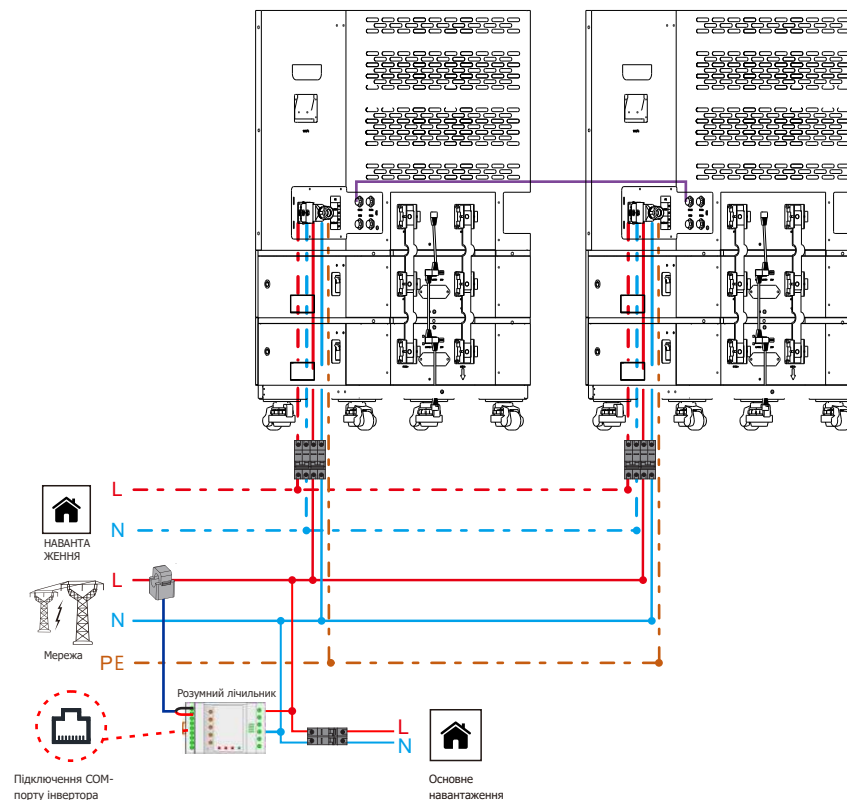 L
N
НАВАНТА
ЖЕННЯ
L
N
Мережа
PE
Розумний лічильник
L
N
Підключення COM-
порту інвертора
Основне
навантаження